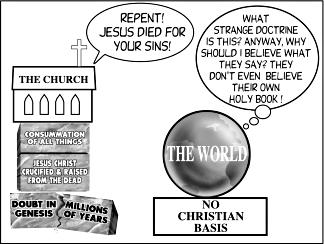 REPENT!
JESUS DIED FOR
YOUR SINS!
WHAT
STRANGE DOCTRINE
IS THIS? ANYWAY, WHY
SHOULD I BELIEVE WHAT
THEY SAY? THEY
DON'T EVEN BELIEVE
THEIR OWN
HOLY BOOK!
THE CHURCH
CONSUMMATION
OF ALL THINGS
JESUS CHRIST
CRUCIFIED & RAISED
FROM THE DEAD
DOUBT IN
GENESIS
MILLIONS
OF YEARS
THE WORLD
NO
CHRISTIAN
BASIS